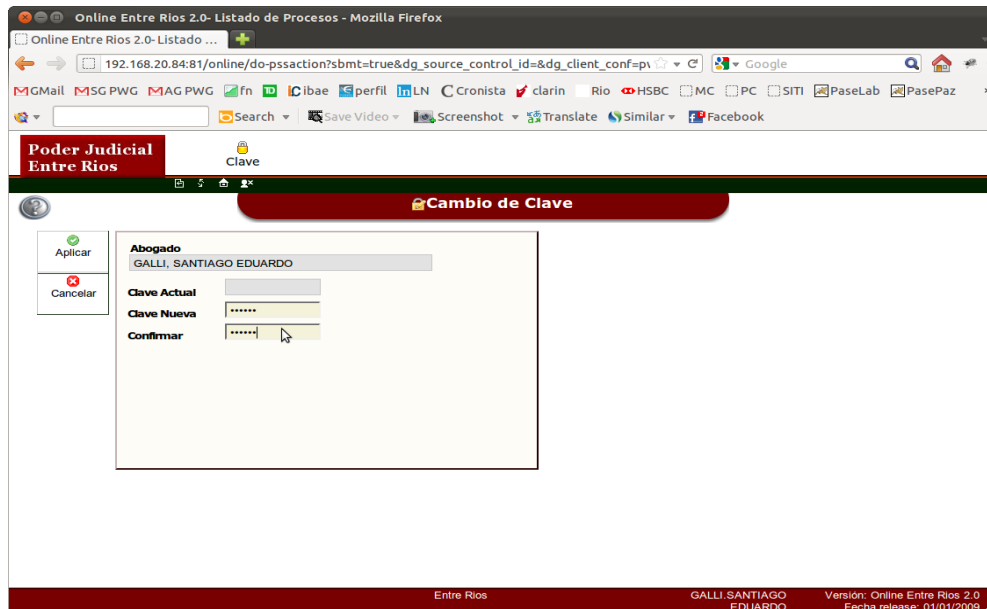 Online Entre Rios 2.0- Listado de Procesos - Mozilla Firefox
Online Entre Rios 2.0- Listado ...
192.168.20.84:81/online/do-pssaction?sbmt=true&dg_source_control_id=&dg_client_conf=p Google
GMail SG PWG AG PWG fn TD Cibae perfil LN Cronista clarin Rio HSBC MC PC SITI PaseLab PasePaz
Search Save Video Screenshot Translate Similar Facebook
Poder Judicial
Entre Rios
Clave
Cambio de Clave
Aplicar
Cancelar
Abogado
GALLI, SANTIAGO EDUARDO
Clave Actual
Clave Nueva ••••••
Confirmar ••••••
Entre Rios GALLI.SANTIAGO Versión: Online Entre Rios 2.0
EDUARDO Fecha release: 01/01/2009